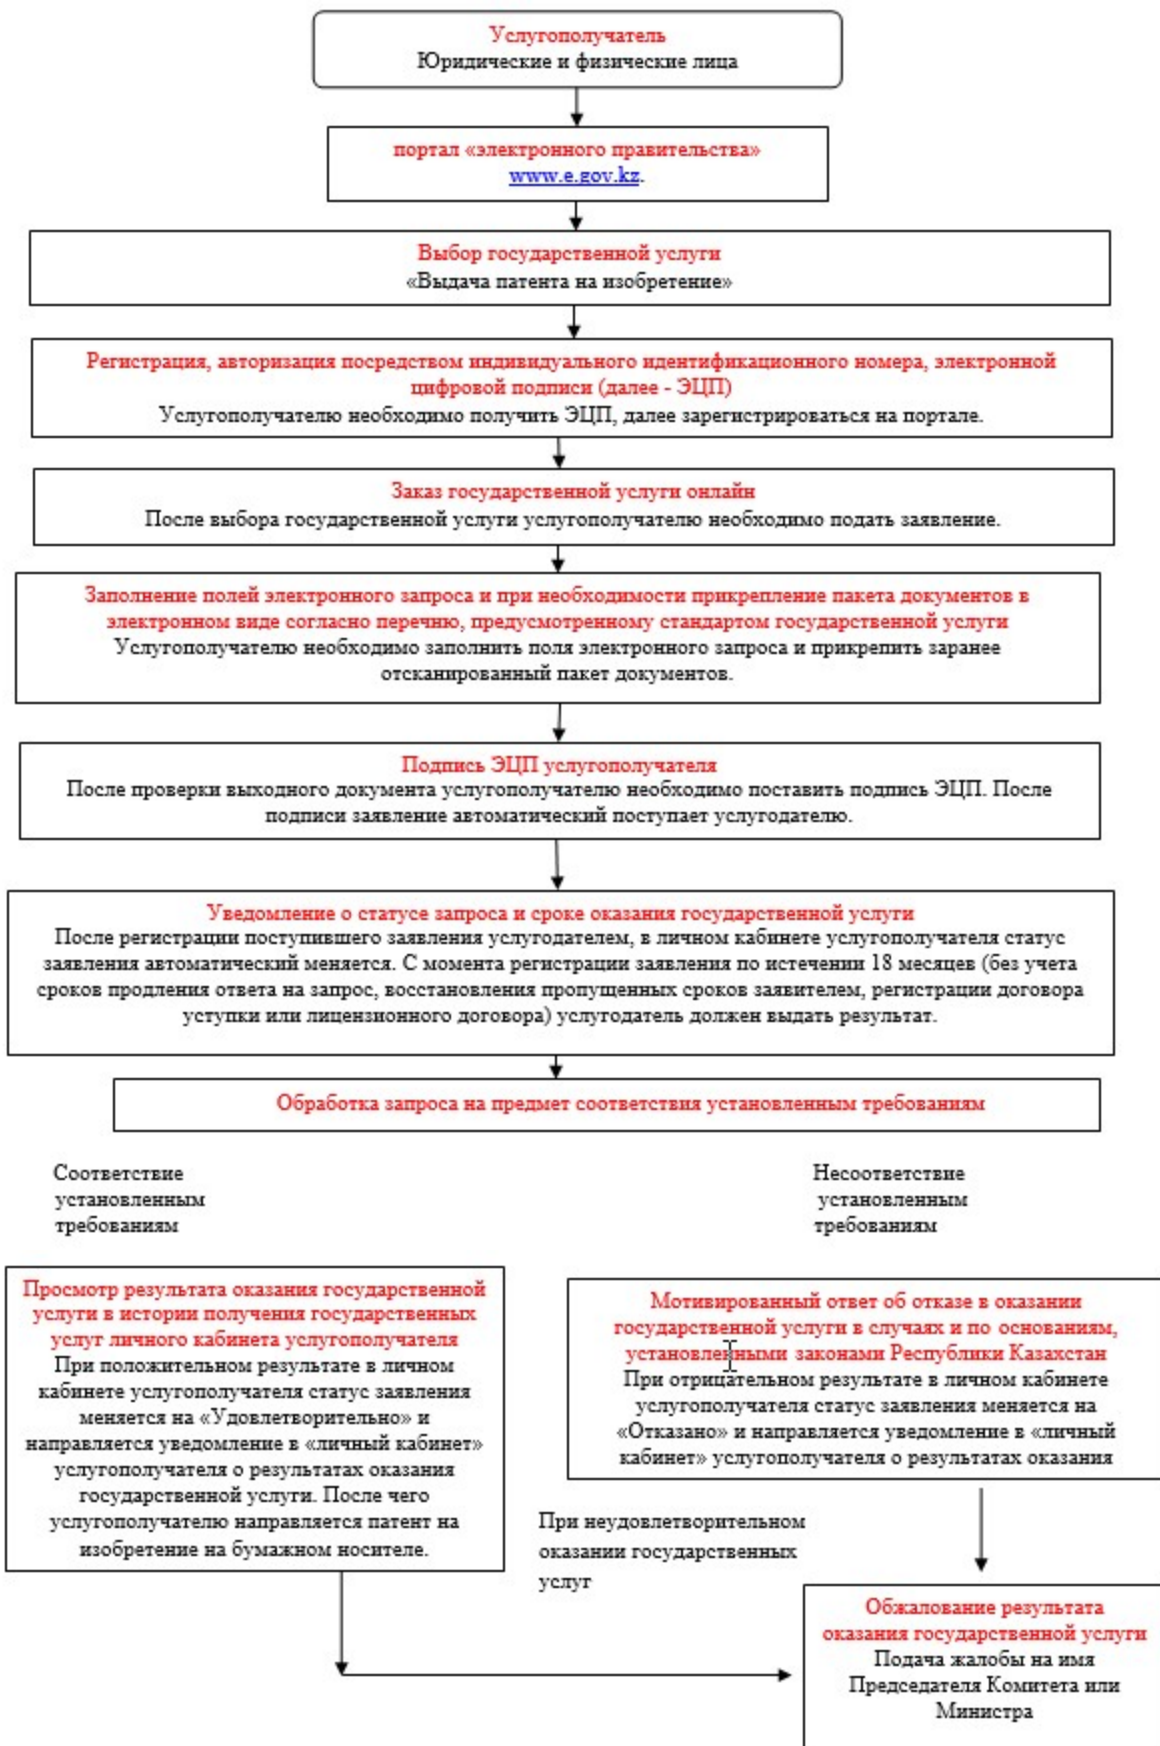 Услугополучатель
Юридические и физические лица
портал «электронного правительства»
www.e.gov.kz.
Выбор государственной услуги
«Выдача патента на изобретение»
Регистрация, авторизация посредством индивидуального идентификационного номера, электронной
цифровой подписи (далее - ЭЦП)
Услугополучателю необходимо получить ЭЦП, далее зарегистрироваться на портале.
Заказ государственной услуги онлайн
После выбора государственной услуги услугополучателю необходимо подать заявление.
Заполнение полей электронного запроса и при необходимости прикрепление пакета документов в
электронном виде согласно перечню, предусмотренному стандартом государственной услуги
Услугополучателю необходимо заполнить поля электронного запроса и прикрепить заранее
отсканированный пакет документов.
Подпись ЭЦП услугополучателя
После проверки выходного документа услугополучателю необходимо поставить подпись ЭЦП. После
подписи заявление автоматический поступает услугодателю.
Уведомление о статусе запроса и сроке оказания государственной услуги
После регистрации поступившего заявления услугодателем, в личном кабинете услугополучателя статус
заявления автоматический меняется. С момента регистрации заявления по истечении 18 месяцев (без учета
сроков продления ответа на запрос, восстановления пропущенных сроков заявителем, регистрации договора
уступки или лицензионного договора) услугодатель должен выдать результат.
Обработка запроса на предмет соответствия установленным требованиям
Соответствие
установленным
требованиям
Несоответствие
установленным
требованиям
Просмотр результата оказания государственной
услуги в истории получения государственных
услуг личного кабинета услугополучателя
При положительном результате в личном
кабинете услугополучателя статус заявления
меняется на «Удовлетворительно» и
направляется уведомление в «личный кабинет»
услугополучателя о результатах оказания
государственной услуги. После чего
услугополучателю направляется патент на
изобретение на бумажном носителе.
Мотивированный ответ об отказе в оказании
государственной услуги в случаях и по основаниям,
установленными законами Республики Казахстан
При отрицательном результате в личном кабинете
услугополучателя статус заявления меняется на
«Отказано» и направляется уведомление в «личный
кабинет» услугополучателя о результатах оказания
При неудовлетворительном
оказании государственных
услуг
Обжалование результата
оказания государственной услуги
Подача жалобы на имя
Председателя Комитета или
Министра